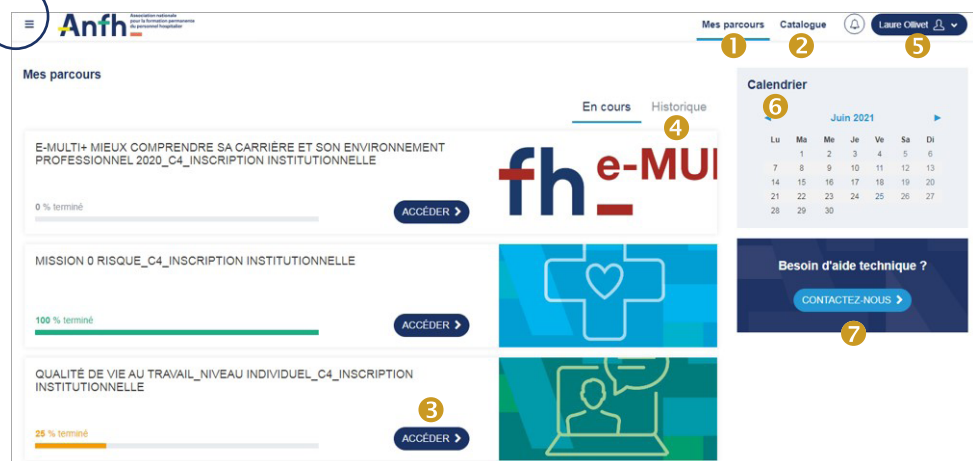 ≡ Anfh Association nationale
pour la formation permanente
du personnel hospitalier
Mes parcours Catalogue Laure Ollivet
1 2 5
Mes parcours
En cours Historique
4
E-MULTI+ MIEUX COMPRENDRE SA CARRIÈRE ET SON ENVIRONNEMENT
PROFESSIONNEL 2020_C4_INSCRIPTION INSTITUTIONNELLE
0 % terminé
ACCÉDER >
fh e-MUI
MISSION 0 RISQUE_C4_INSCRIPTION INSTITUTIONNELLE
100 % terminé
ACCÉDER >
QUALITÉ DE VIE AU TRAVAIL_NIVEAU INDIVIDUEL_C4_INSCRIPTION
INSTITUTIONNELLE
3
25 % terminé
ACCÉDER >
Calendrier
6
◄ Juin 2021 ►
Lu Ma Me Je Ve Sa Di
1 2 3 4 5 6
7 8 9 10 11 12 13
14 15 16 17 18 19 20
21 22 23 24 25 26 27
28 29 30
Besoin d'aide technique ?
CONTACTEZ-NOUS >
7